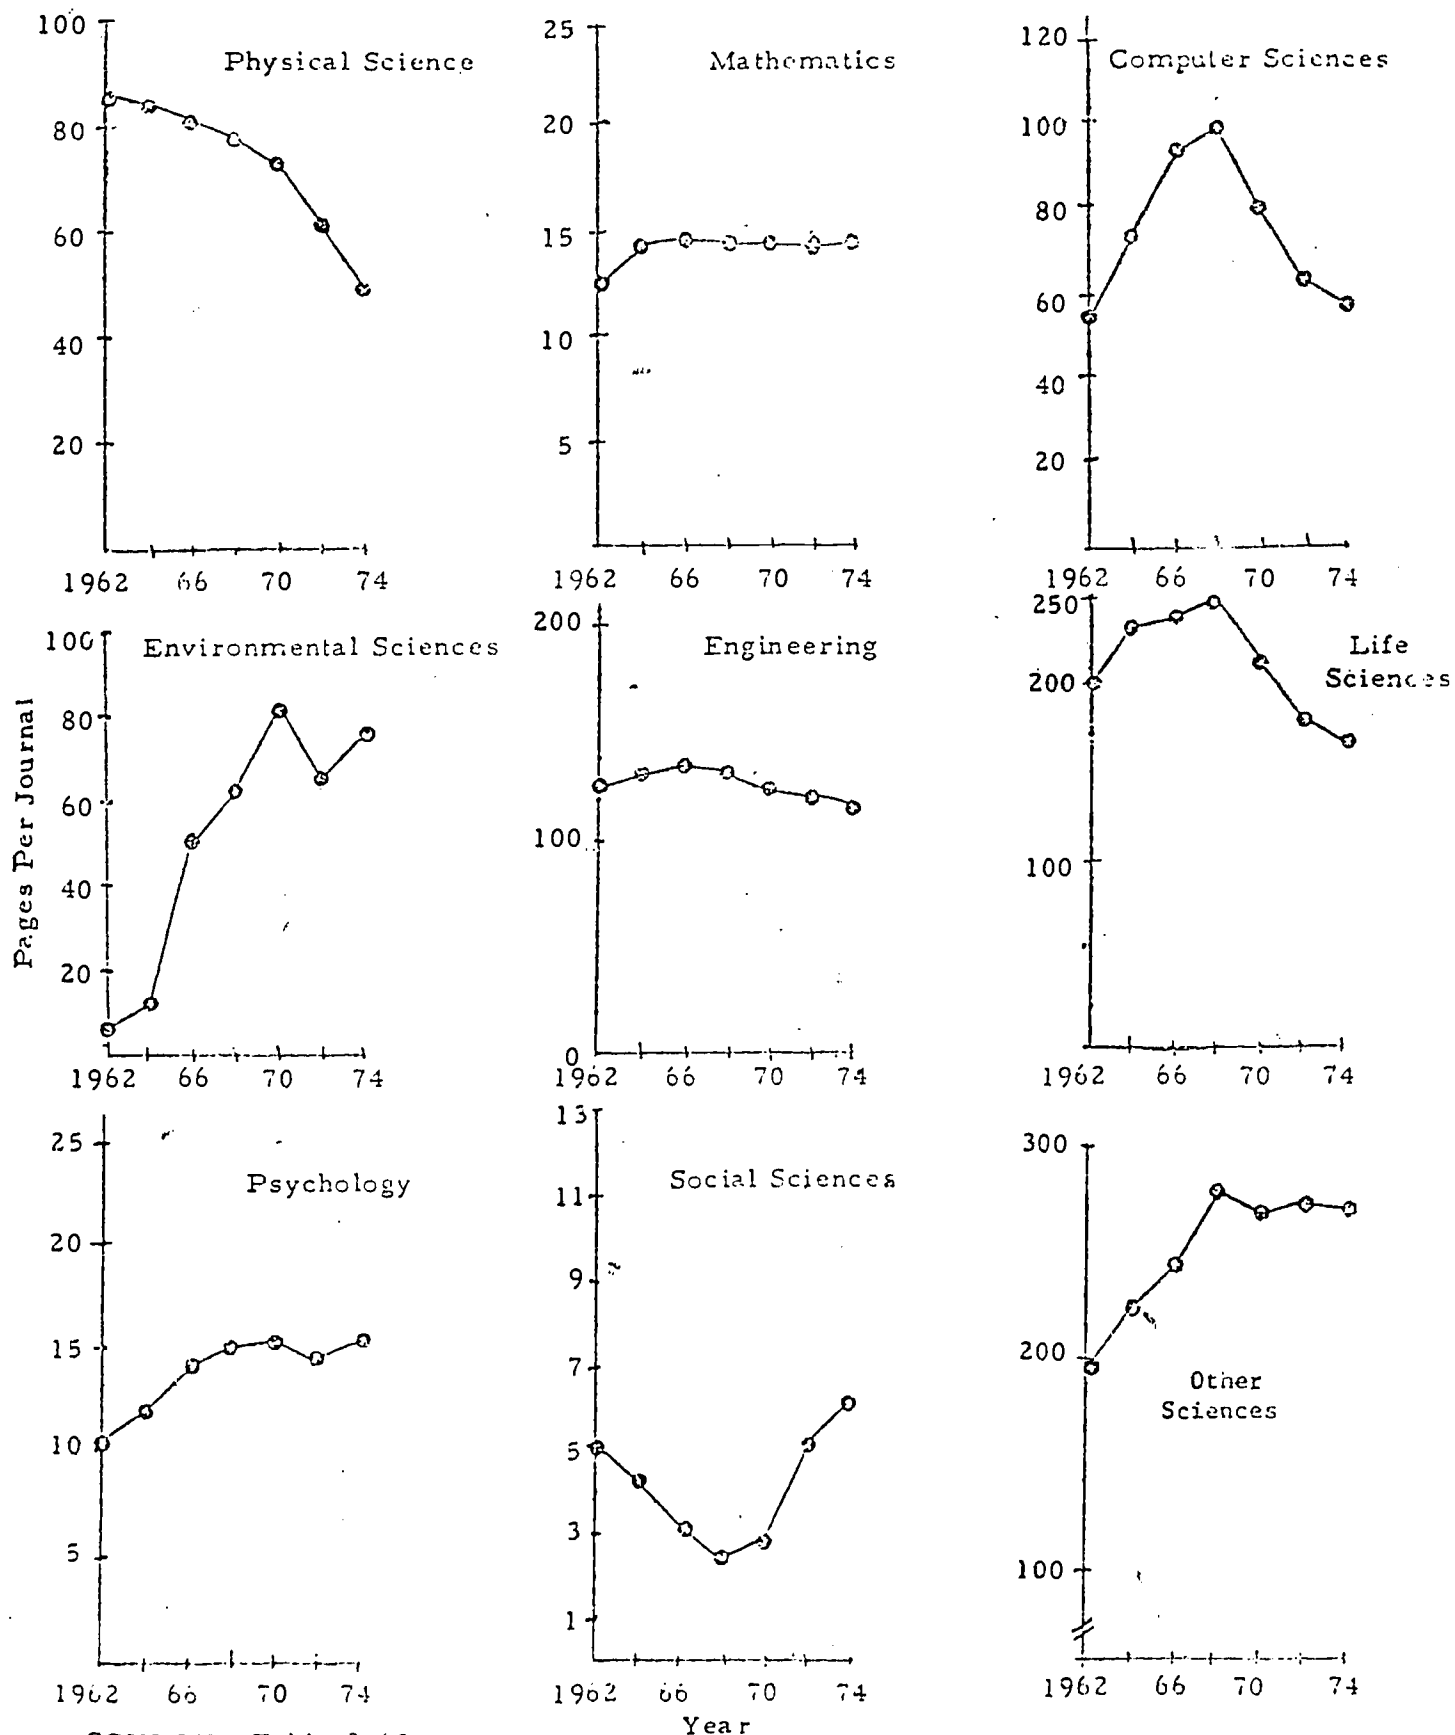 100
80
60
40
20
Physical Science
1962 66 70 74
25
20
15
10
5
Mathematics
1962 66 70 74
120
100
80
60
40
20
Computer Sciences
1962 66 70 74
Pages Per Journal
100
80
60
40
20
Environmental Sciences
1962 66 70 74
200
100
0
Engineering
1962 66 70 74
250
200
100
Life
Sciences
1962 66 70 74
25
20
15
10
5
Psychology
1962 66 70 74
13
11
9
7
5
3
1
Social Sciences
1962 66 70 74
Year
300
200
100
Other
Sciences
1962 66 70 74